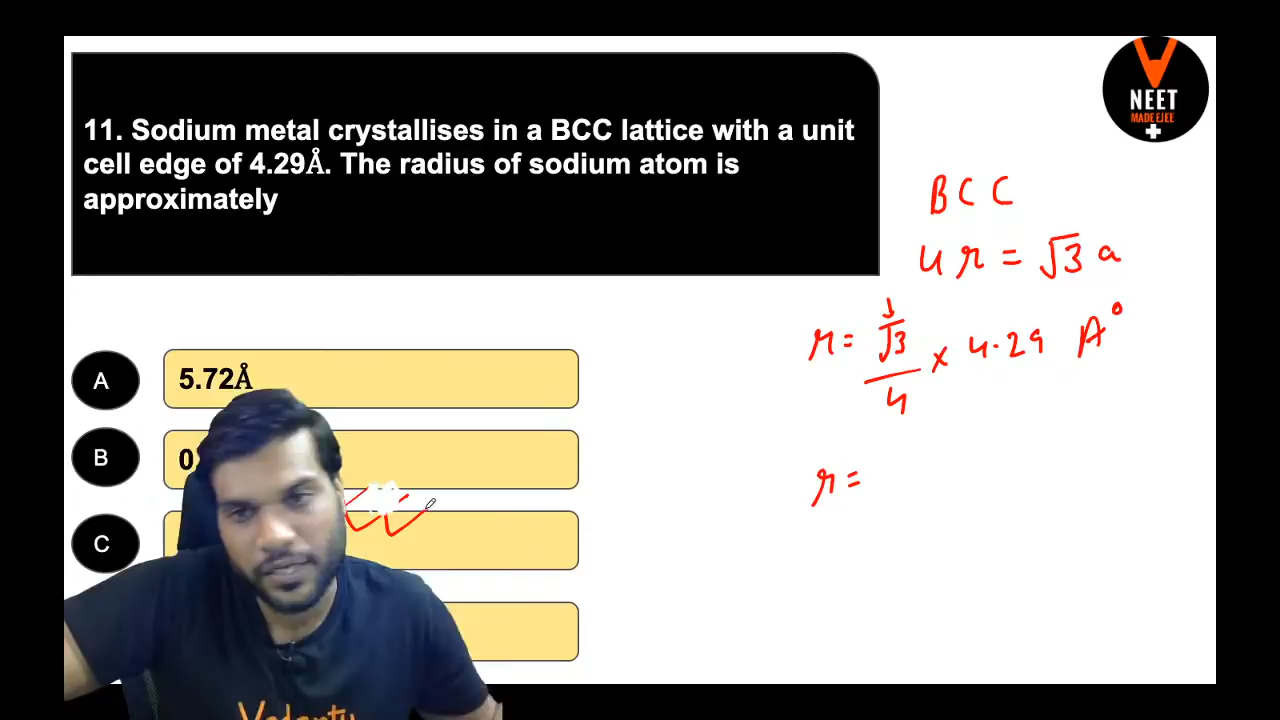 11. Sodium metal crystallises in a BCC lattice with a unit
cell edge of 4.29Å. The radius of sodium atom is
approximately
NEET
MADE EJEE
BCC
4r = √3 a
r = √3/4 × 4.29 A°
r =
A
5.72Å
B
0.
C
Vedantu